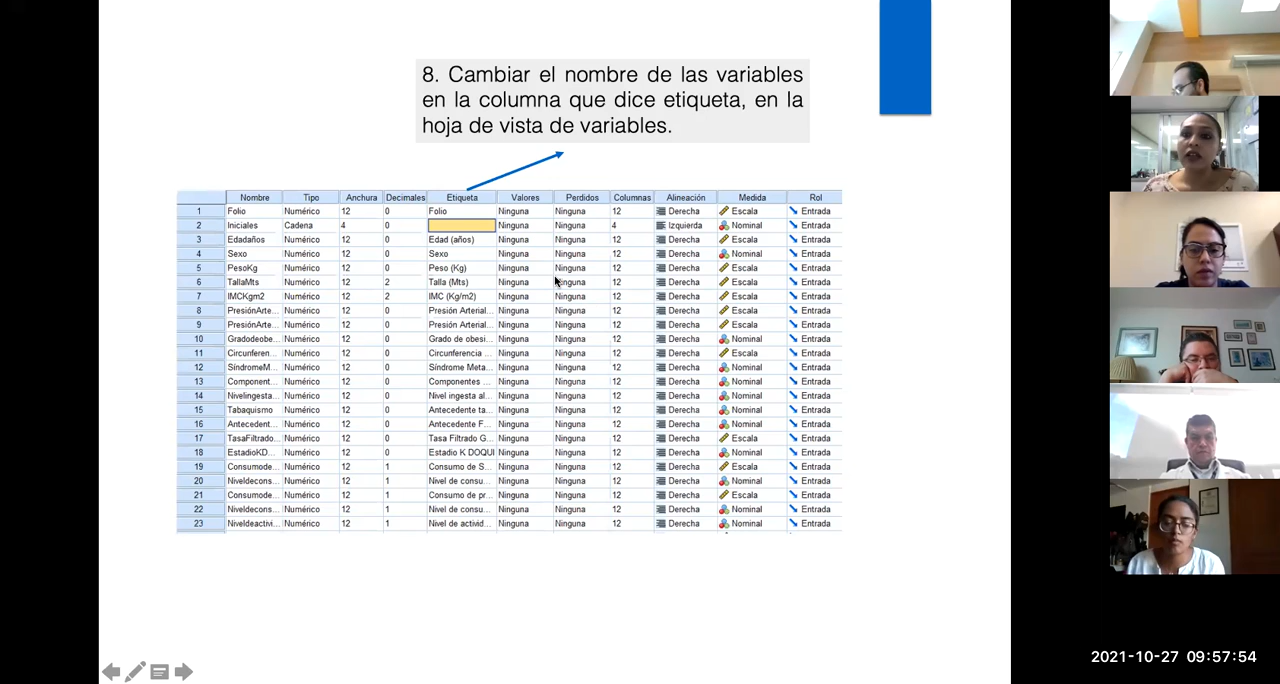 8. Cambiar el nombre de las variables
en la columna que dice etiqueta, en la
hoja de vista de variables.
Nombre Tipo Anchura Decimales Etiqueta Valores Perdidos Columnas Alineación Medida Rol
1 Folio Numérico 12 0 Folio Ninguna Ninguna 12 Derecha Escala Entrada
2 Iniciales Cadena 4 0 Ninguna Ninguna 4 Izquierda Nominal Entrada
3 Edadaños Numérico 12 0 Edad (años) Ninguna Ninguna 12 Derecha Escala Entrada
4 Sexo Numérico 12 0 Sexo Ninguna Ninguna 12 Derecha Nominal Entrada
5 PesoKg Numérico 12 0 Peso (Kg) Ninguna Ninguna 12 Derecha Escala Entrada
6 TallaMts Numérico 12 2 Talla (Mts) Ninguna Ninguna 12 Derecha Escala Entrada
7 IMCKgm2 Numérico 12 2 IMC (Kg/m2) Ninguna Ninguna 12 Derecha Escala Entrada
8 PresiónArte... Numérico 12 0 Presión Arterial... Ninguna Ninguna 12 Derecha Escala Entrada
9 PresiónArte... Numérico 12 0 Presión Arterial... Ninguna Ninguna 12 Derecha Escala Entrada
10 Gradodeobe... Numérico 12 0 Grado de obesi... Ninguna Ninguna 12 Derecha Nominal Entrada
11 Circunferen... Numérico 12 0 Circunferencia ... Ninguna Ninguna 12 Derecha Escala Entrada
12 SíndromeM... Numérico 12 0 Síndrome Meta... Ninguna Ninguna 12 Derecha Nominal Entrada
13 Component... Numérico 12 0 Componentes ... Ninguna Ninguna 12 Derecha Nominal Entrada
14 Nivelingesta... Numérico 12 0 Nivel ingesta al... Ninguna Ninguna 12 Derecha Nominal Entrada
15 Tabaquismo Numérico 12 0 Antecedente ta... Ninguna Ninguna 12 Derecha Nominal Entrada
16 Antecedent... Numérico 12 0 Antecedente F... Ninguna Ninguna 12 Derecha Nominal Entrada
17 TasaFiltrado... Numérico 12 0 Tasa Filtrado G... Ninguna Ninguna 12 Derecha Escala Entrada
18 EstadioKD... Numérico 12 0 Estadio K DOQUI Ninguna Ninguna 12 Derecha Nominal Entrada
19 Consumode... Numérico 12 1 Consumo de S... Ninguna Ninguna 12 Derecha Escala Entrada
20 Niveldecons... Numérico 12 1 Nivel de consu... Ninguna Ninguna 12 Derecha Nominal Entrada
21 Consumode... Numérico 12 1 Consumo de pr... Ninguna Ninguna 12 Derecha Escala Entrada
22 Niveldecons... Numérico 12 1 Nivel de consu... Ninguna Ninguna 12 Derecha Nominal Entrada
23 Niveldeactivi... Numérico 12 1 Nivel de activid... Ninguna Ninguna 12 Derecha Nominal Entrada
2021-10-27 09:57:54